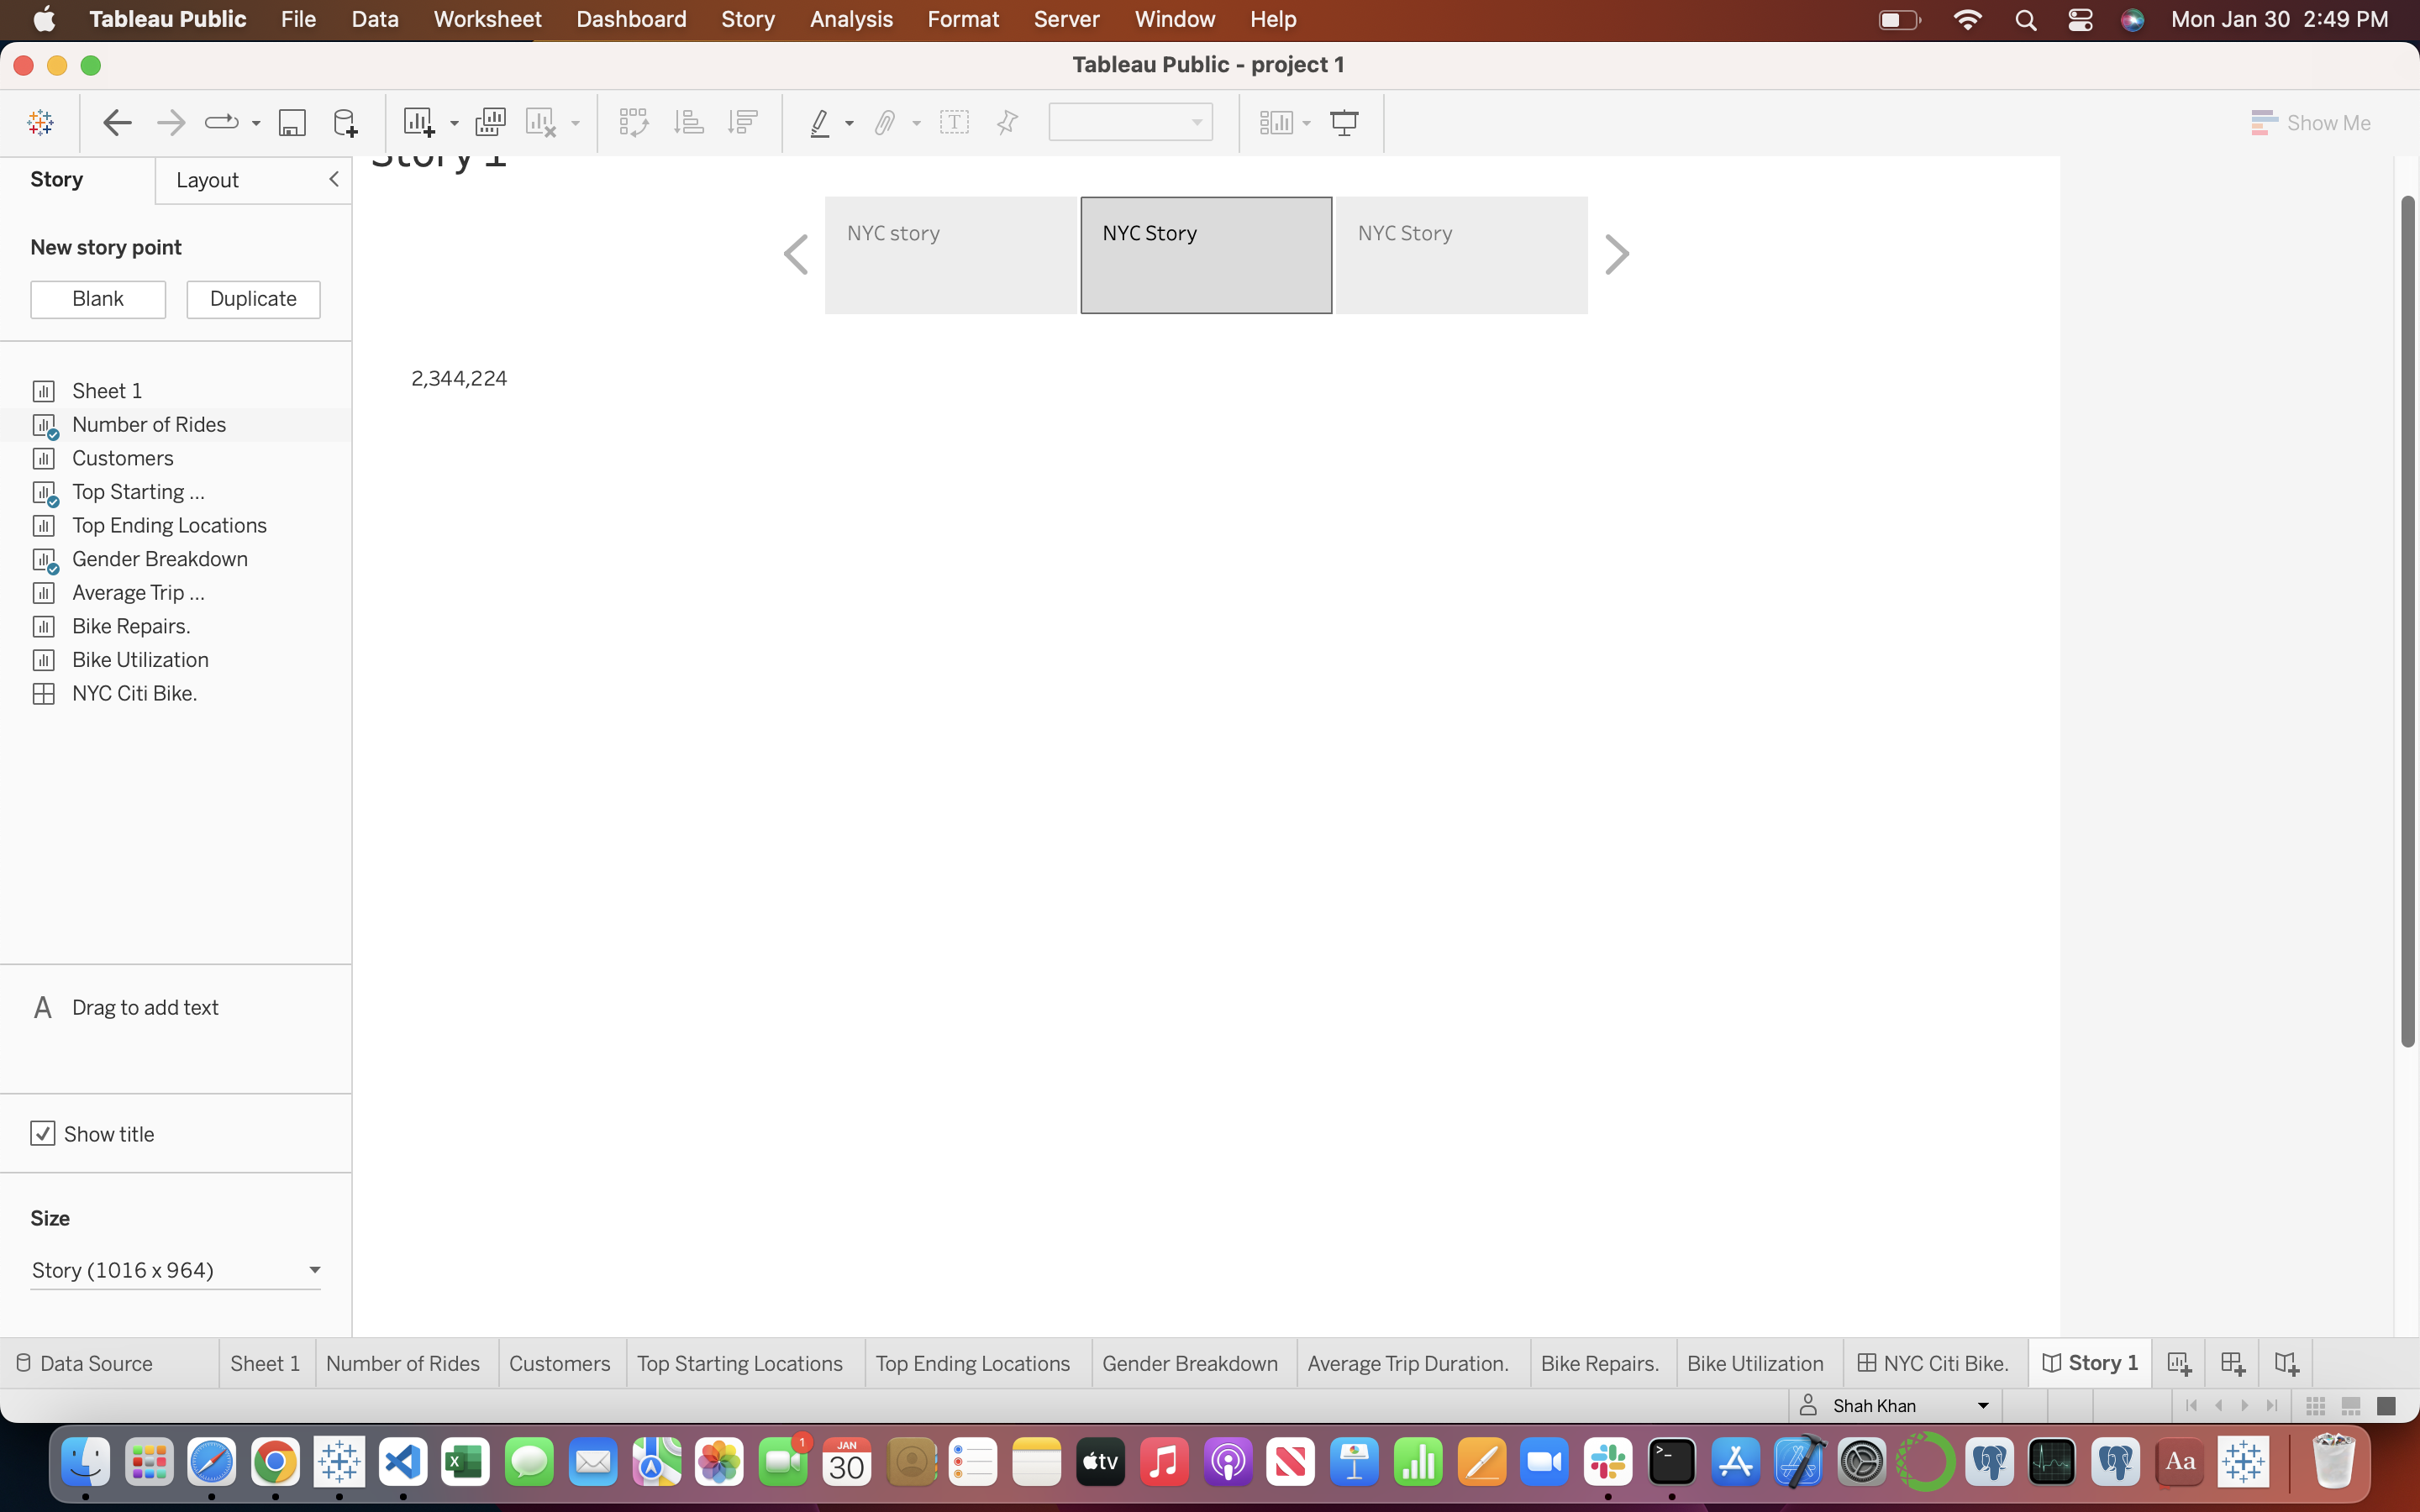 Tableau Public File Data Worksheet Dashboard Story Analysis Format Server Window Help Mon Jan 30 2:49 PM
Tableau Public - project 1
Show Me
Story Layout
Story 1
New story point
Blank Duplicate
NYC story NYC Story NYC Story
2,344,224
Sheet 1
Number of Rides
Customers
Top Starting ...
Top Ending Locations
Gender Breakdown
Average Trip ...
Bike Repairs.
Bike Utilization
NYC Citi Bike.
A Drag to add text
Show title
Size
Story (1016 x 964)
Data Source Sheet 1 Number of Rides Customers Top Starting Locations Top Ending Locations Gender Breakdown Average Trip Duration. Bike Repairs. Bike Utilization NYC Citi Bike. Story 1
Shah Khan
1
JAN
30
tv
Aa